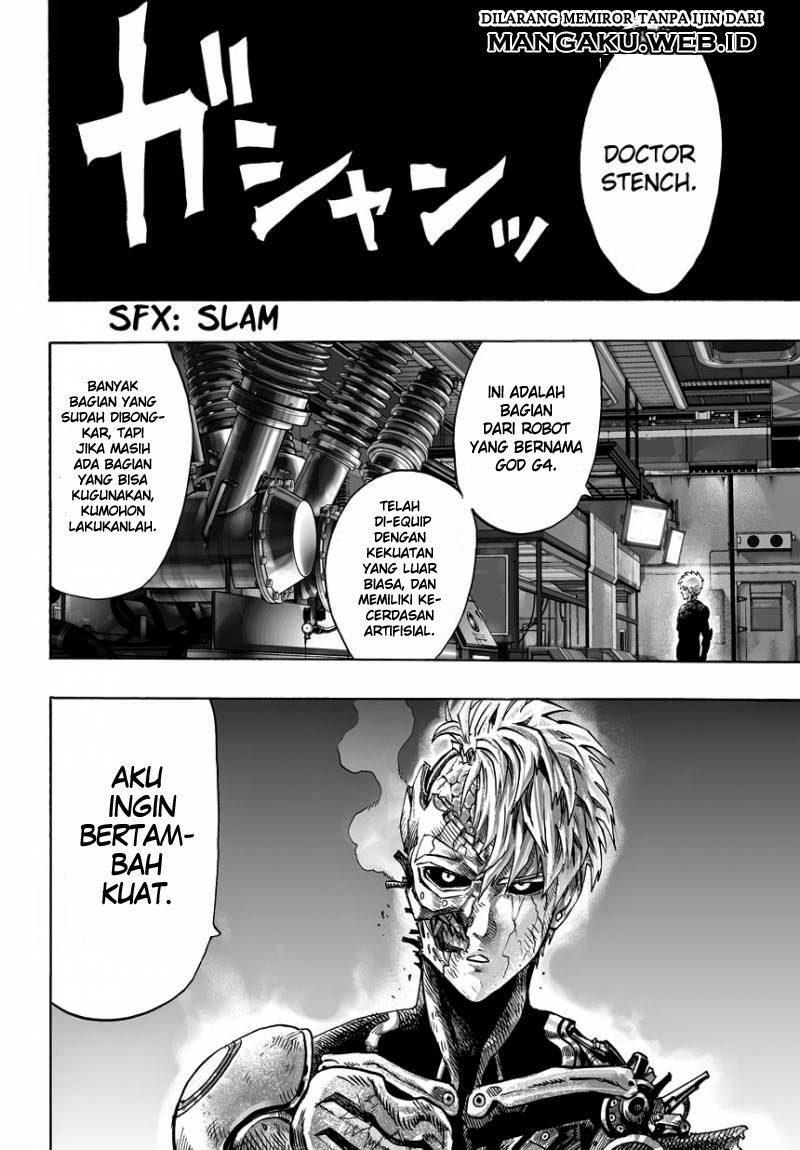 DILARANG MEMIROR TANPA IJIN DARI
MANGAKU.WEB.ID
DOCTOR
STENCH.
ガシャンッ
SFX: SLAM
INI ADALAH
BAGIAN
DARI ROBOT
YANG BERNAMA
GOD G4.
TELAH
DI-EQUIP
DENGAN
KEKUATAN
YANG LUAR
BIASA, DAN
MEMILIKI KE-
CERDASAN
ARTIFISIAL.
BANYAK
BAGIAN YANG
SUDAH DIBONG-
KAR, TAPI
JIKA MASIH
ADA BAGIAN
YANG BISA
KUGUNAKAN,
KUMOHON
LAKUKANLAH.
AKU
INGIN
BERTAM-
BAH
KUAT.